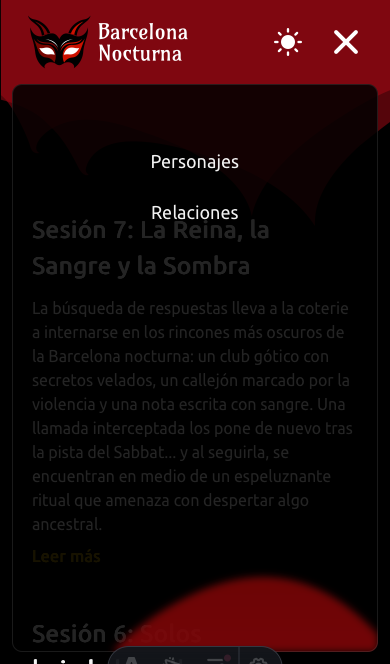 Barcelona
Nocturna
Personajes
Relaciones
Sesión 7: La Reina, la
Sangre y la Sombra
La búsqueda de respuestas lleva a la coterie
a internarse en los rincones más oscuros de
la Barcelona nocturna: un club gótico con
secretos velados, un callejón marcado por la
violencia y una nota escrita con sangre. Una
llamada interceptada los pone de nuevo tras
la pista del Sabbat... y al seguirla, se
encuentran en medio de un espeluznante
ritual que amenaza con despertar algo
ancestral.
Leer más
Sesión 6: Solos